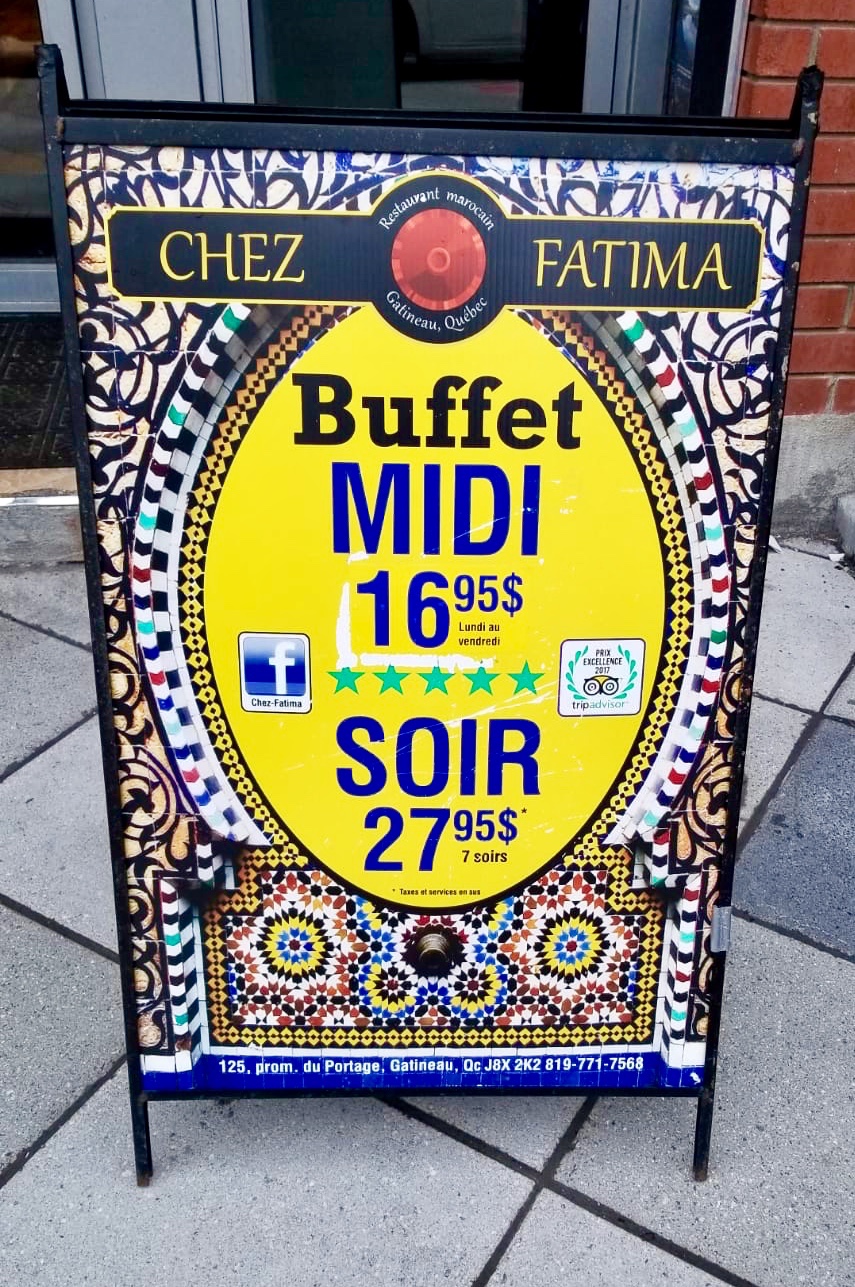 Restaurant marocain
CHEZ FATIMA
Gatineau, Québec
Buffet
MIDI
16 95$
Lundi au
vendredi
f
Chez-Fatima
PRIX
EXCELLENCE
2017
tripadvisor
SOIR
27 95$*
7 soirs
* Taxes et services en sus
125, prom. du Portage, Gatineau, Qc J8X 2K2 819-771-7568